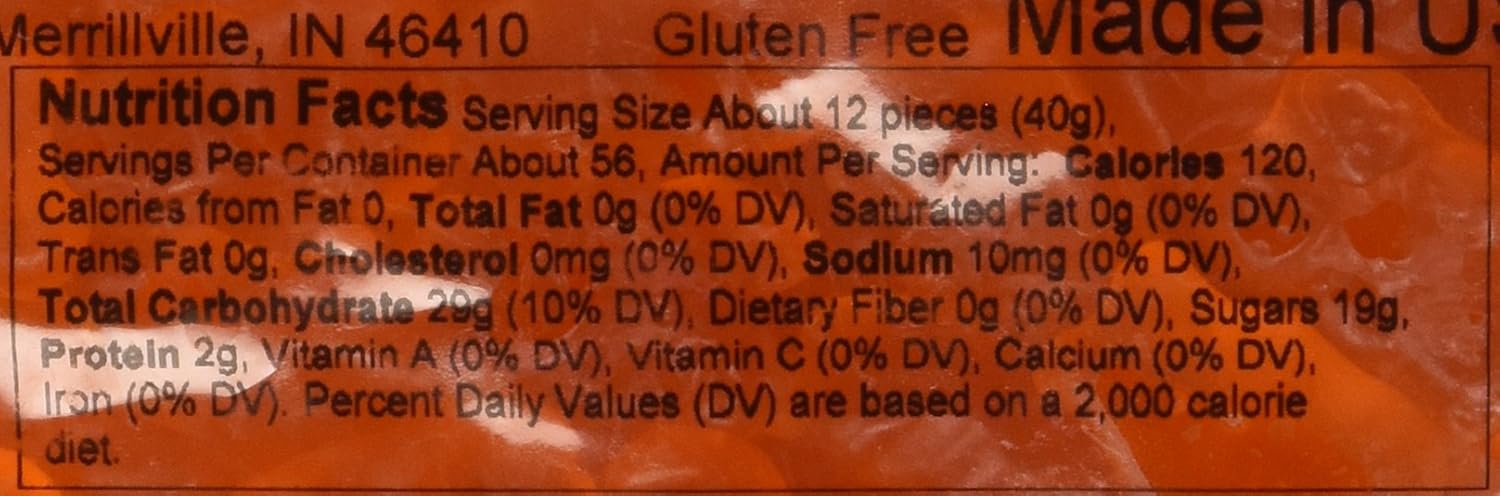 Merrillville, IN 46410 Gluten Free Made in
Nutrition Facts Serving Size About 12 pieces (40g),
Servings Per Container About 56, Amount Per Serving: Calories 120,
Calories from Fat 0, Total Fat 0g (0% DV), Saturated Fat 0g (0% DV),
Trans Fat 0g, Cholesterol 0mg (0% DV), Sodium 10mg (0% DV),
Total Carbohydrate 29g (10% DV), Dietary Fiber 0g (0% DV), Sugars 19g,
Protein 2g, Vitamin A (0% DV), Vitamin C (0% DV), Calcium (0% DV),
Iron (0% DV). Percent Daily Values (DV) are based on a 2,000 calorie
diet.